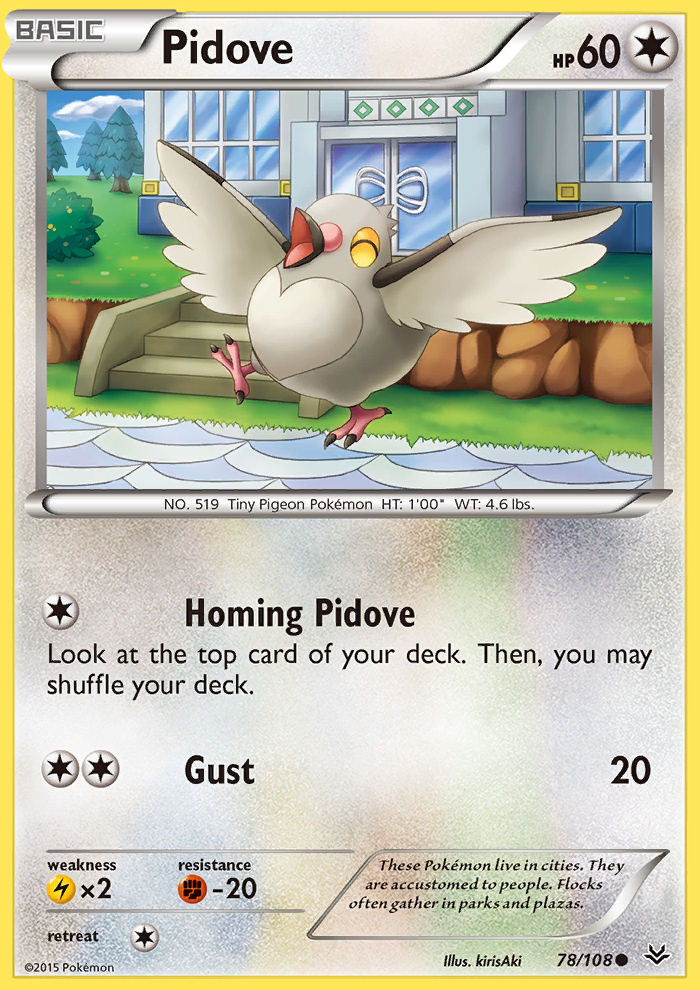 BASIC
Pidove
HP60
NO. 519 Tiny Pigeon Pokémon HT: 1'00" WT: 4.6 lbs.
Homing Pidove
Look at the top card of your deck. Then, you may
shuffle your deck.
Gust 20
weakness
×2
resistance
-20
retreat
These Pokémon live in cities. They
are accustomed to people. Flocks
often gather in parks and plazas.
©2015 Pokémon
Illus. kirisAki
78/108